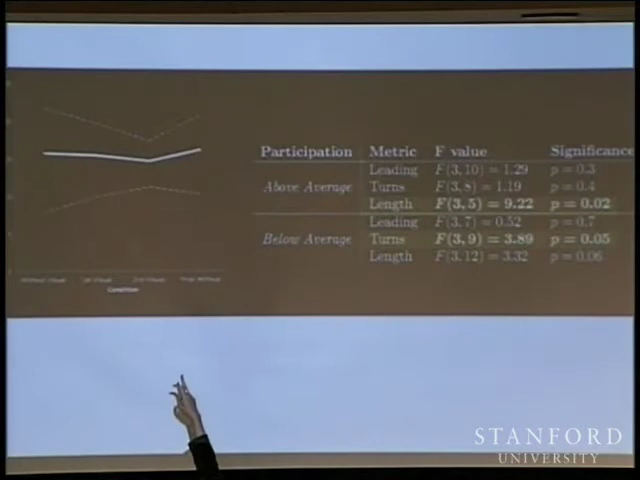 Participation Metric F value Significance
Leading F(3, 10) = 1.29 p = 0.3
Above Average Turns F(3, 8) = 1.19 p = 0.4
Length F(3, 5) = 9.22 p = 0.02
Leading F(3, 7) = 0.52 p = 0.7
Below Average Turns F(3, 9) = 3.89 p = 0.05
Length F(3, 12) = 3.32 p = 0.06
Condition
STANFORD
UNIVERSITY